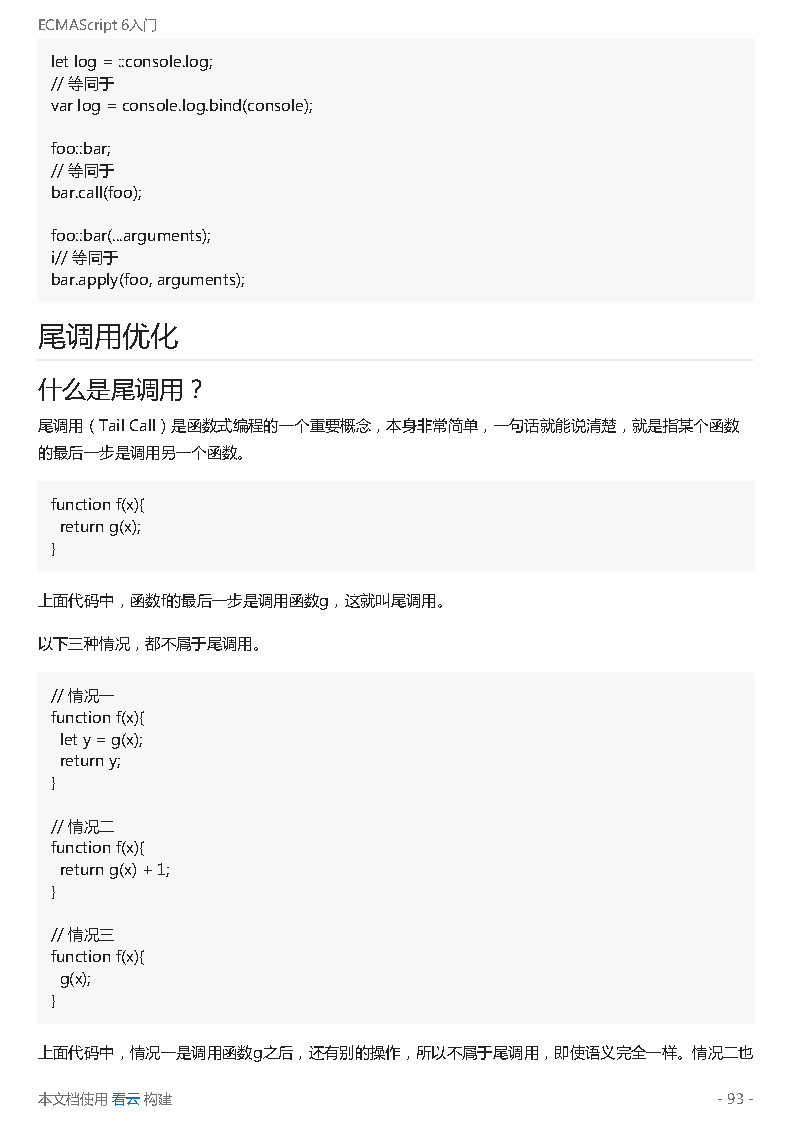 ECMAScript 6入门
let log = ::console.log;
// 等同于
var log = console.log.bind(console);
foo::bar;
// 等同于
bar.call(foo);
foo::bar(...arguments);
i// 等同于
bar.apply(foo, arguments);
尾调用优化
什么是尾调用？
尾调用（Tail Call）是函数式编程的一个重要概念，本身非常简单，一句话就能说清楚，就是指某个函数
的最后一步是调用另一个函数。
function f(x){
  return g(x);
}
上面代码中，函数f的最后一步是调用函数g，这就叫尾调用。
以下三种情况，都不属于尾调用。
// 情况一
function f(x){
  let y = g(x);
  return y;
}
// 情况二
function f(x){
  return g(x) + 1;
}
// 情况三
function f(x){
  g(x);
}
上面代码中，情况一是调用函数g之后，还有别的操作，所以不属于尾调用，即使语义完全一样。情况二也
本文档使用 看云 构建
- 93 -